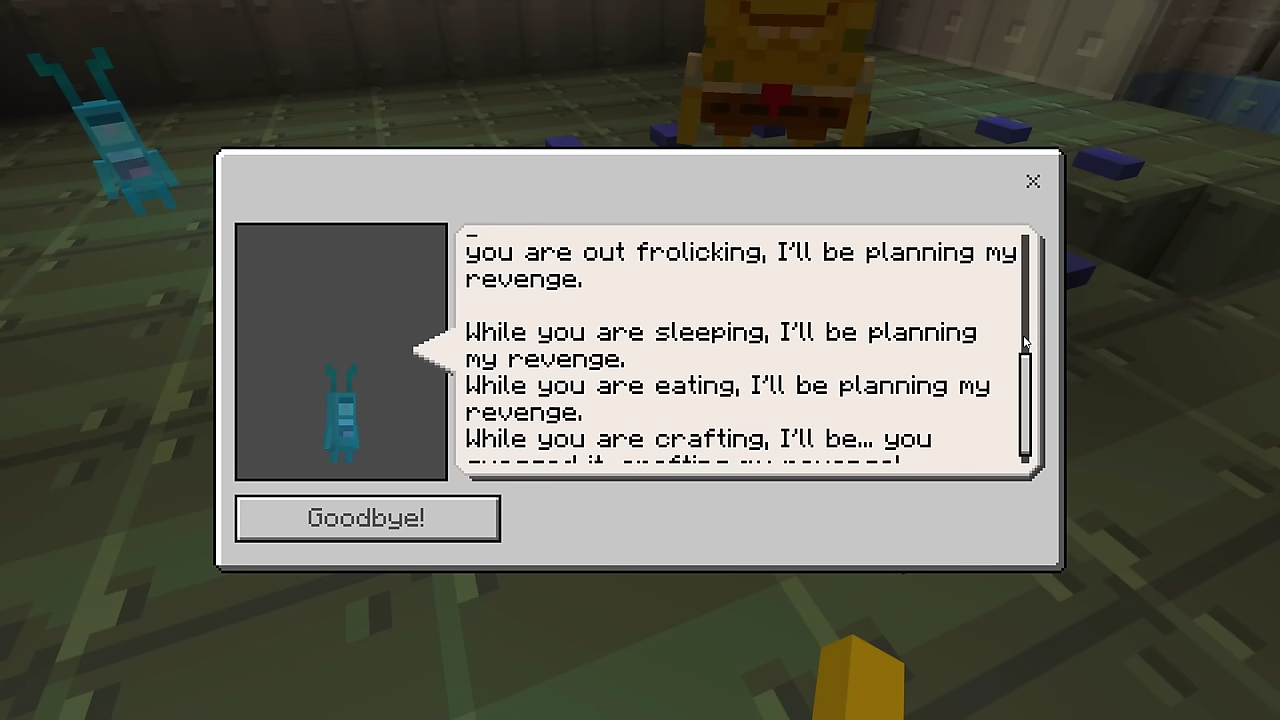 you are out frolicking, I'll be planning my
revenge.
While you are sleeping, I'll be planning
my revenge.
While you are eating, I'll be planning my
revenge.
While you are crafting, I'll be... you
Goodbye!